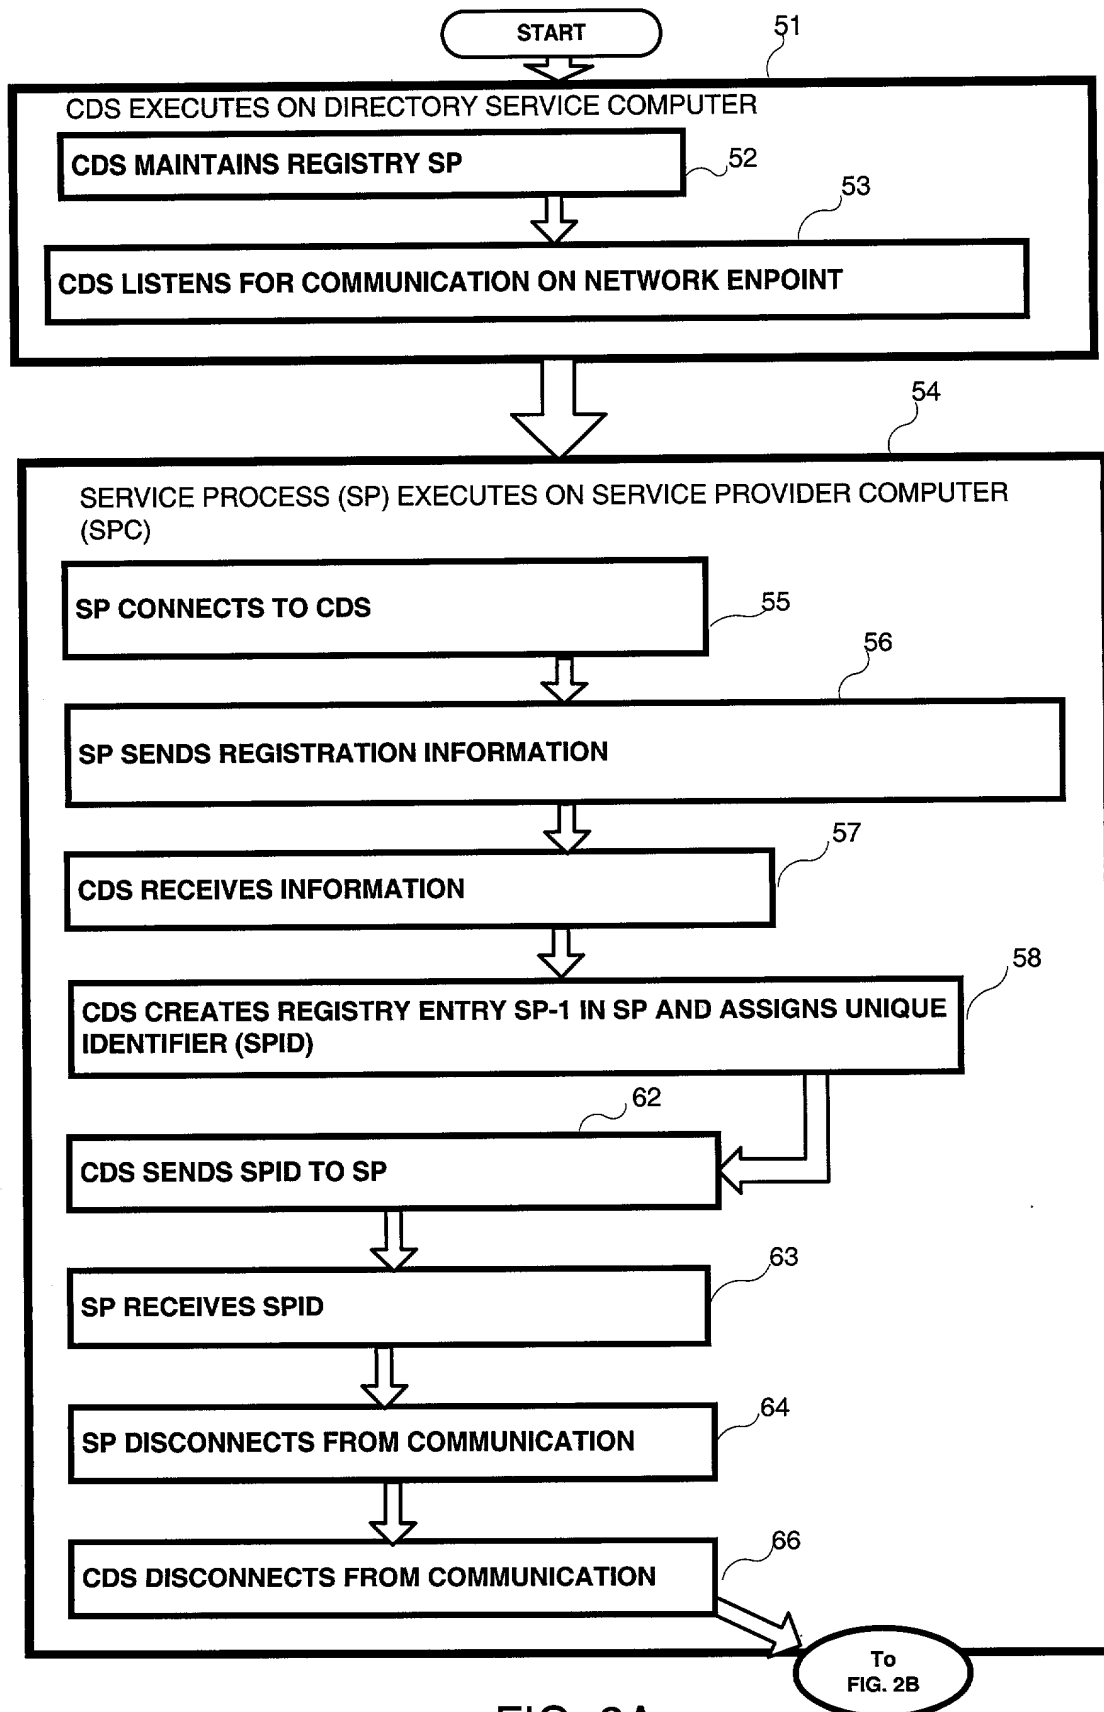 START
51
CDS EXECUTES ON DIRECTORY SERVICE COMPUTER
CDS MAINTAINS REGISTRY SP
52
53
CDS LISTENS FOR COMMUNICATION ON NETWORK ENPOINT
54
SERVICE PROCESS (SP) EXECUTES ON SERVICE PROVIDER COMPUTER
(SPC)
SP CONNECTS TO CDS
55
56
SP SENDS REGISTRATION INFORMATION
57
CDS RECEIVES INFORMATION
58
CDS CREATES REGISTRY ENTRY SP-1 IN SP AND ASSIGNS UNIQUE
IDENTIFIER (SPID)
62
CDS SENDS SPID TO SP
63
SP RECEIVES SPID
64
SP DISCONNECTS FROM COMMUNICATION
66
CDS DISCONNECTS FROM COMMUNICATION
To
FIG. 2B